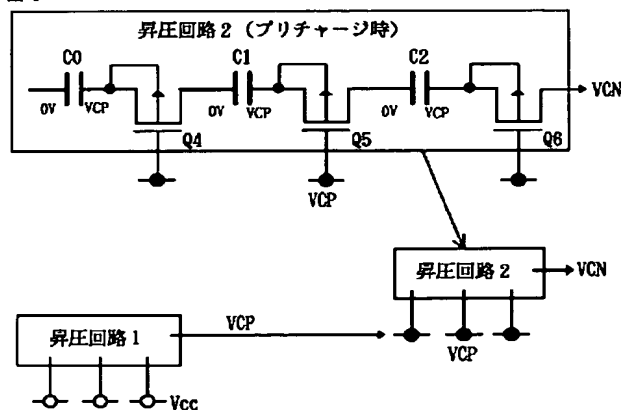 昇圧回路2（プリチャージ時）
C0 C1 C2
0V VCP 0V VCP 0V VCP VCN
Q4 Q5 Q6
VCP
昇圧回路2 VCN
VCP
昇圧回路1 VCP
Vcc